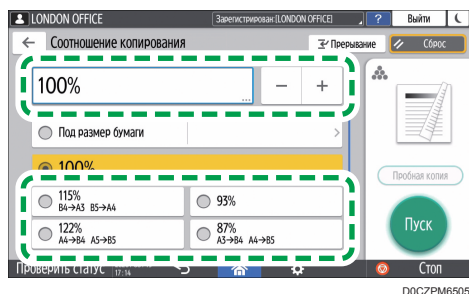 LONDON OFFICE
Зарегистрирован:[LONDON OFFICE]
?
Выйти
Соотношение копирования
Прерывание
Сброс
100%
...
− +
Под размер бумаги
100%
Пробная копия
115%
B4→A3 B5→A4
93%
122%
A4→B4 A5→B5
87%
A3→B4 A4→B5
Пуск
Проверить статус
17:14
Стоп
D0CZPM6505